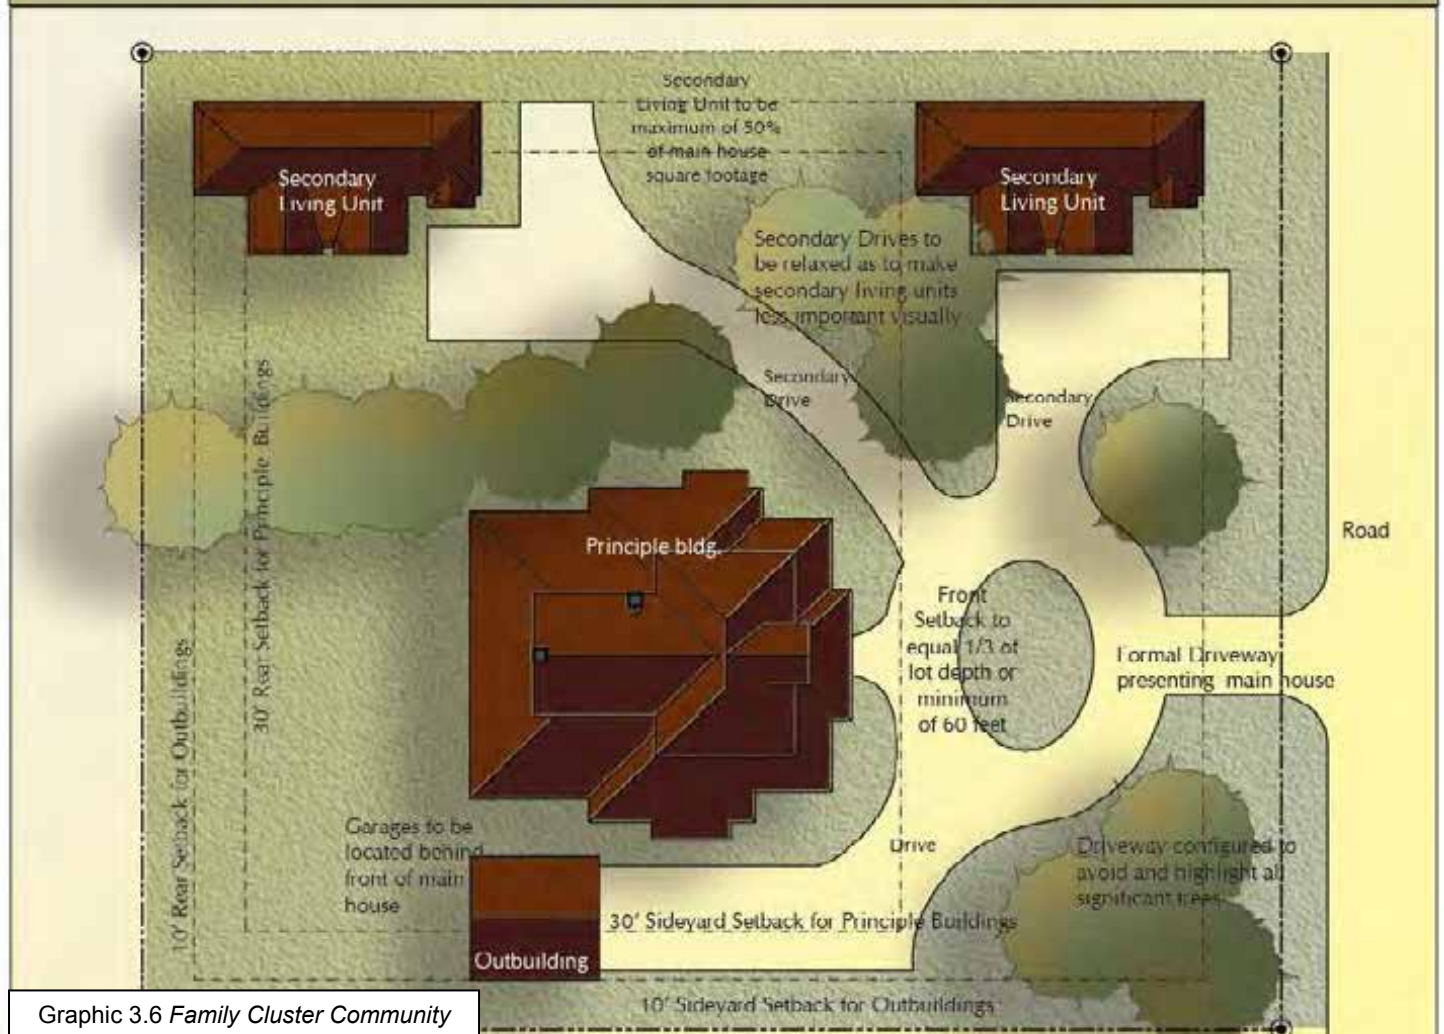 Secondary
Living Unit to be
maximum of 50%
of main house
square footage
Secondary
Living Unit
Secondary
Living Unit
Secondary Drives to
be relaxed as to make
secondary living units
less important visually
Secondary
Drive
Secondary
Drive
30' Rear Setback for Principle Buildings
10' Rear Setback for Outbuildings
Principle bldg.
Road
Front
Setback to
equal 1/3 of
lot depth or
minimum
of 60 feet
Formal Driveway
presenting main house
Garages to be
located behind
front of main
house
Drive
Driveway configured to
avoid and highlight all
significant trees
30' Sideyard Setback for Principle Buildings
Outbuilding
10' Sideyard Setback for Outbuildings
Graphic 3.6 Family Cluster Community